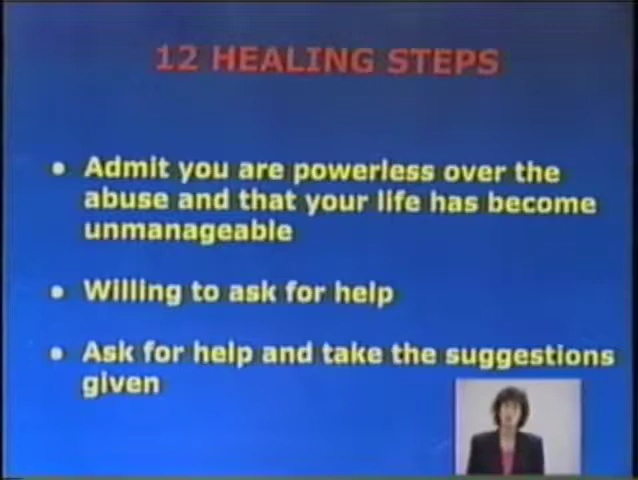 12 HEALING STEPS
• Admit you are powerless over the
abuse and that your life has become
unmanageable
• Willing to ask for help
• Ask for help and take the suggestions
given